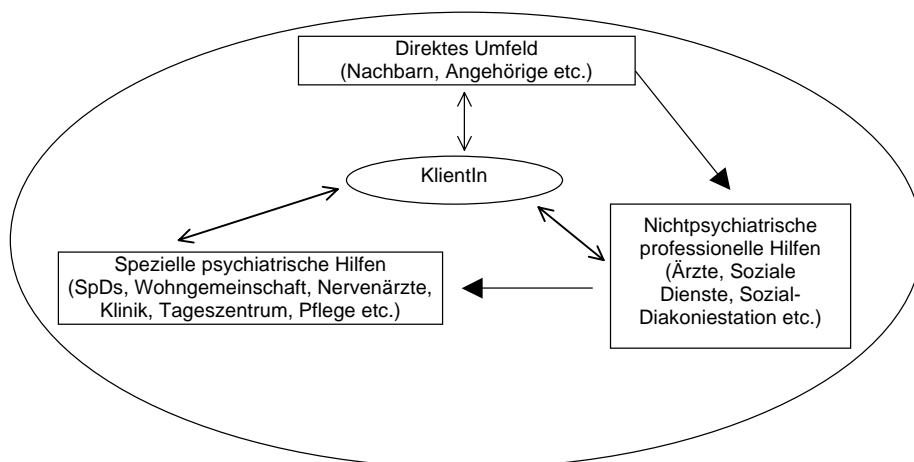 Direktes Umfeld
(Nachbarn, Angehörige etc.)
KlientIn
Nichtpsychiatrische
professionelle Hilfen
(Ärzte, Soziale
Dienste, Sozial-
Diakoniestation etc.)
Spezielle psychiatrische Hilfen
(SpDs, Wohngemeinschaft, Nervenärzte,
Klinik, Tageszentrum, Pflege etc.)